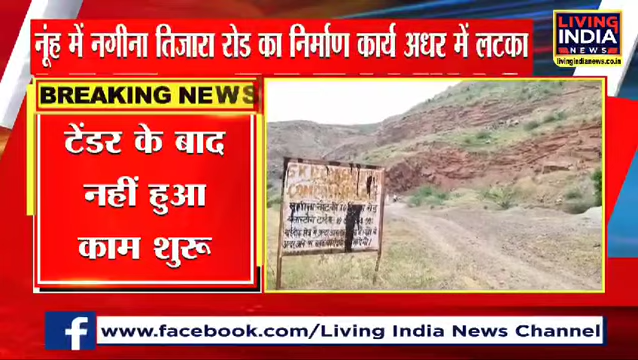 नूंह में नगीना तिजारा रोड का निर्माण कार्य अधर में लटका
LIVING
INDIA
NEWS
livingindianews.co.in
BREAKING NEWS
टेंडर के बाद
नहीं हुआ
काम शुरू
www.facebook.com/Living India News Channel